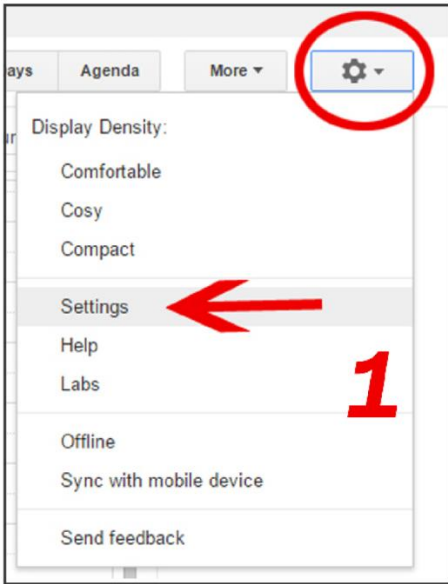 ays Agenda More
ur
Display Density:
Comfortable
Cosy
Compact
Settings
Help
Labs
1
Offline
Sync with mobile device
Send feedback